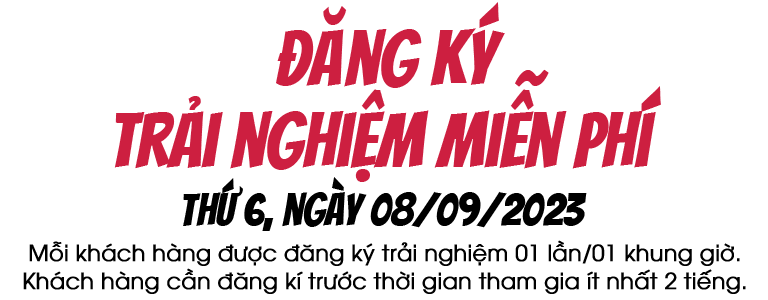 ĐĂNG KÝ
TRẢI NGHIỆM MIỄN PHÍ
THỨ 6, NGÀY 08/09/2023
Mỗi khách hàng được đăng ký trải nghiệm 01 lần/01 khung giờ.
Khách hàng cần đăng kí trước thời gian tham gia ít nhất 2 tiếng.